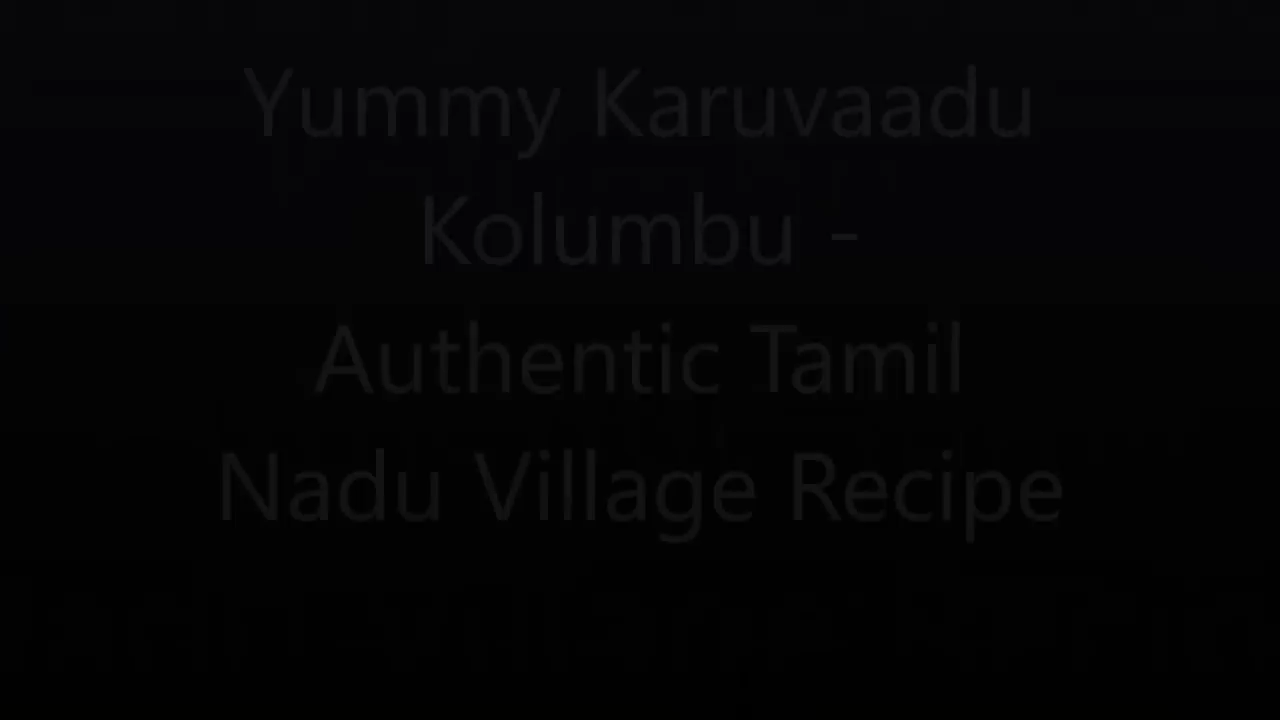 Yummy Karuvaadu
Kolumbu -
Authentic Tamil
Nadu Village Recipe